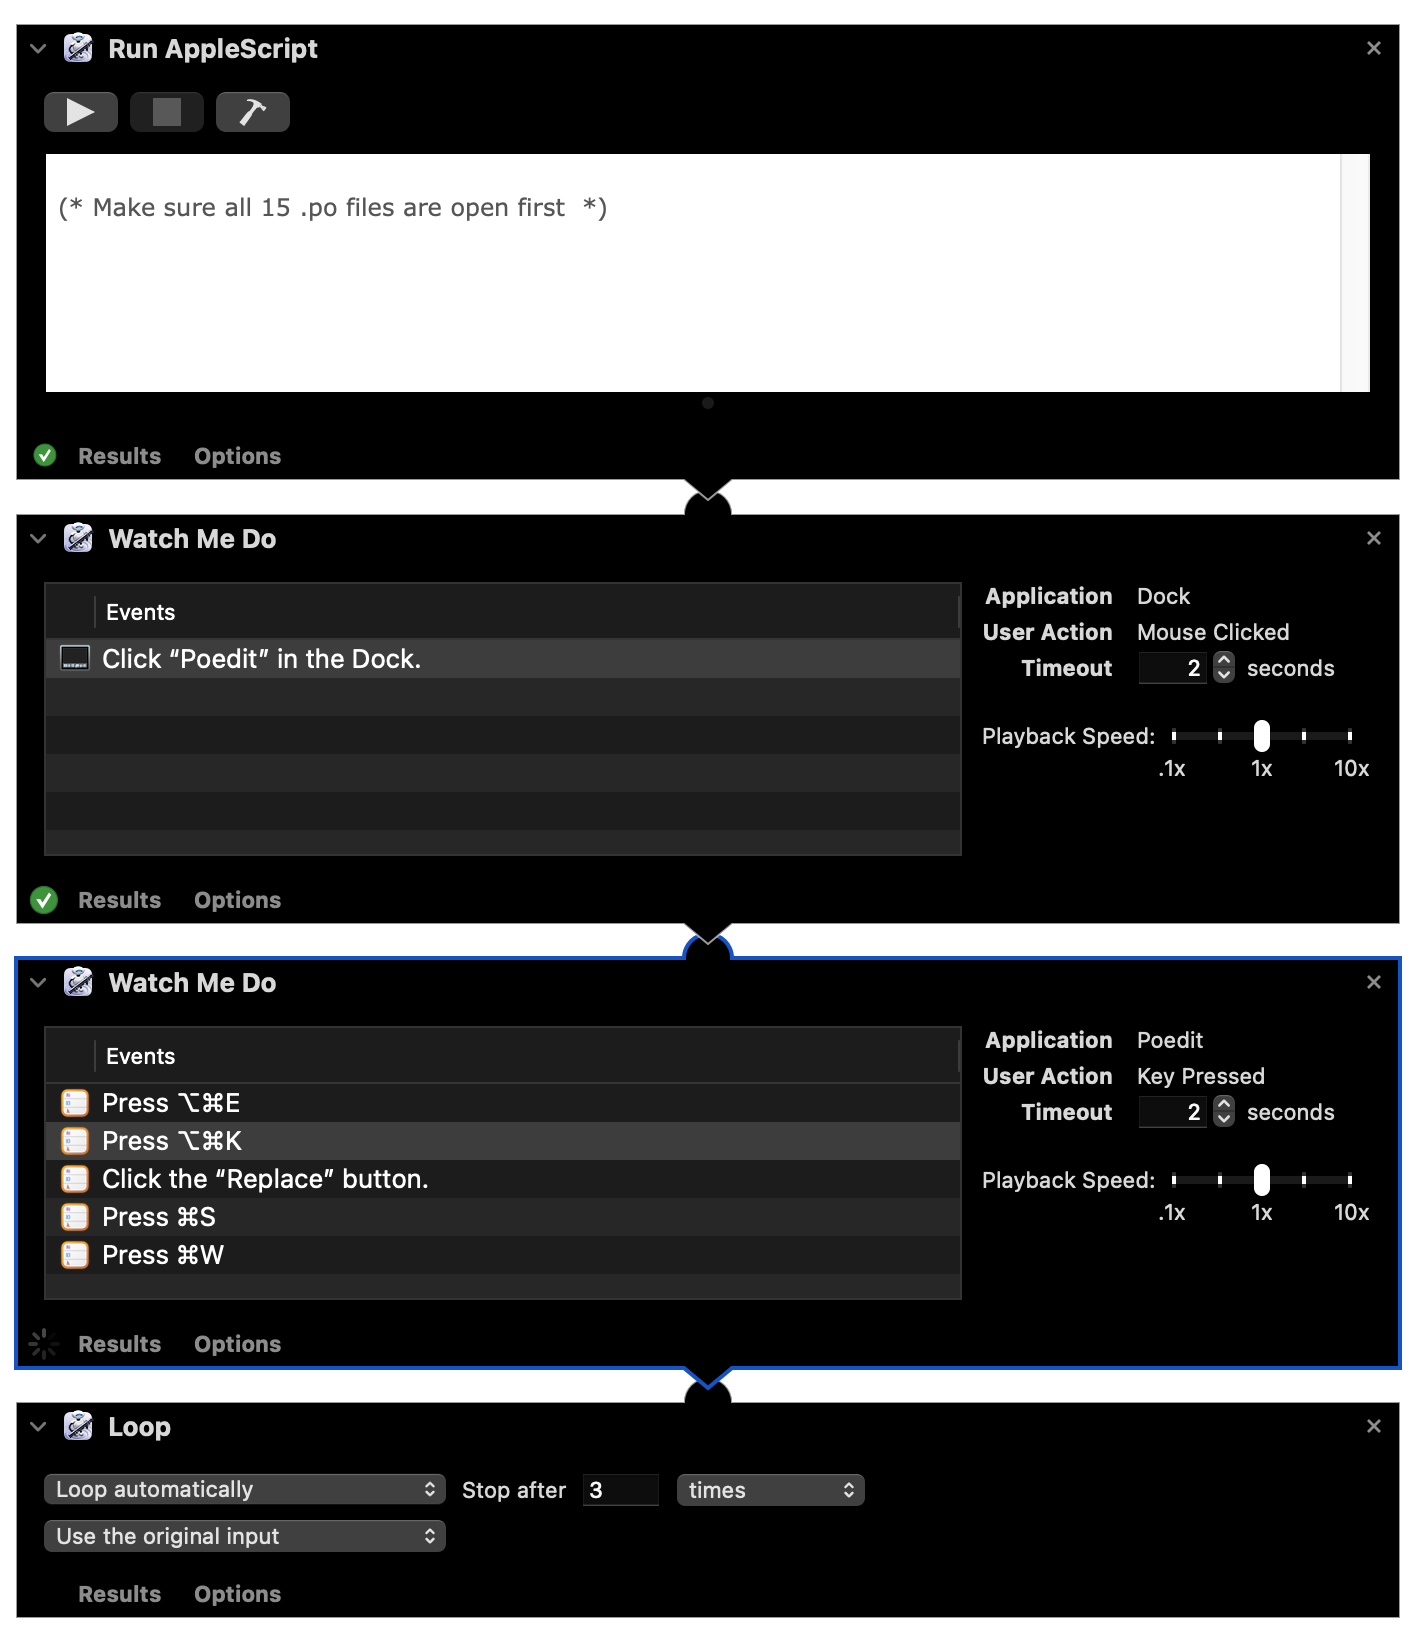 Run AppleScript
(* Make sure all 15 .po files are open first  *)
Results Options
Watch Me Do
Events
Click “Poedit” in the Dock.
Application Dock
User Action Mouse Clicked
Timeout 2 seconds
Playback Speed:
.1x 1x 10x
Results Options
Watch Me Do
Events
Press ⌥⌘E
Press ⌥⌘K
Click the “Replace” button.
Press ⌘S
Press ⌘W
Application Poedit
User Action Key Pressed
Timeout 2 seconds
Playback Speed:
.1x 1x 10x
Results Options
Loop
Loop automatically Stop after 3 times
Use the original input
Results Options